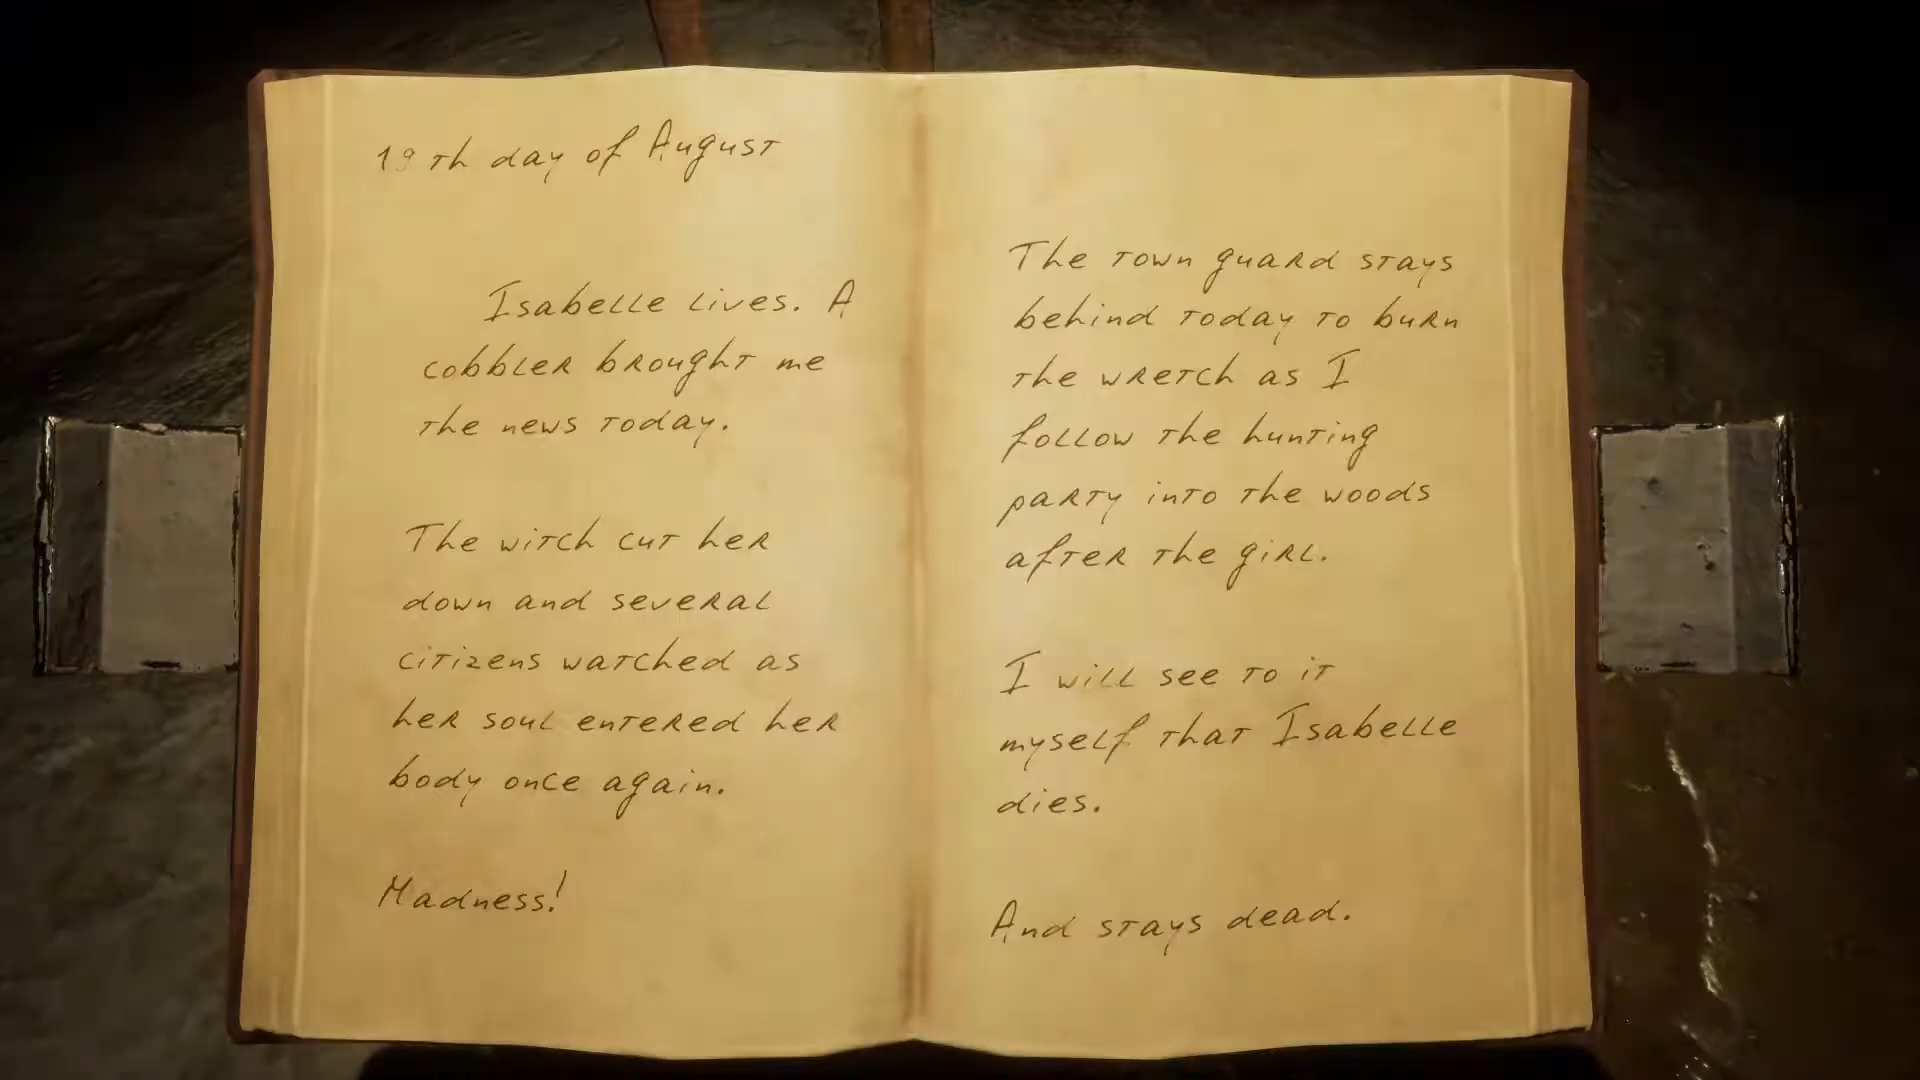 19th day of August
Isabelle lives. A
cobbler brought me
the news today.
The witch cut her
down and several
citizens watched as
her soul entered her
body once again.
Madness!
The town guard stays
behind today to burn
the wretch as I
follow the hunting
party into the woods
after the girl.
I will see to it
myself that Isabelle
dies.
And stays dead.